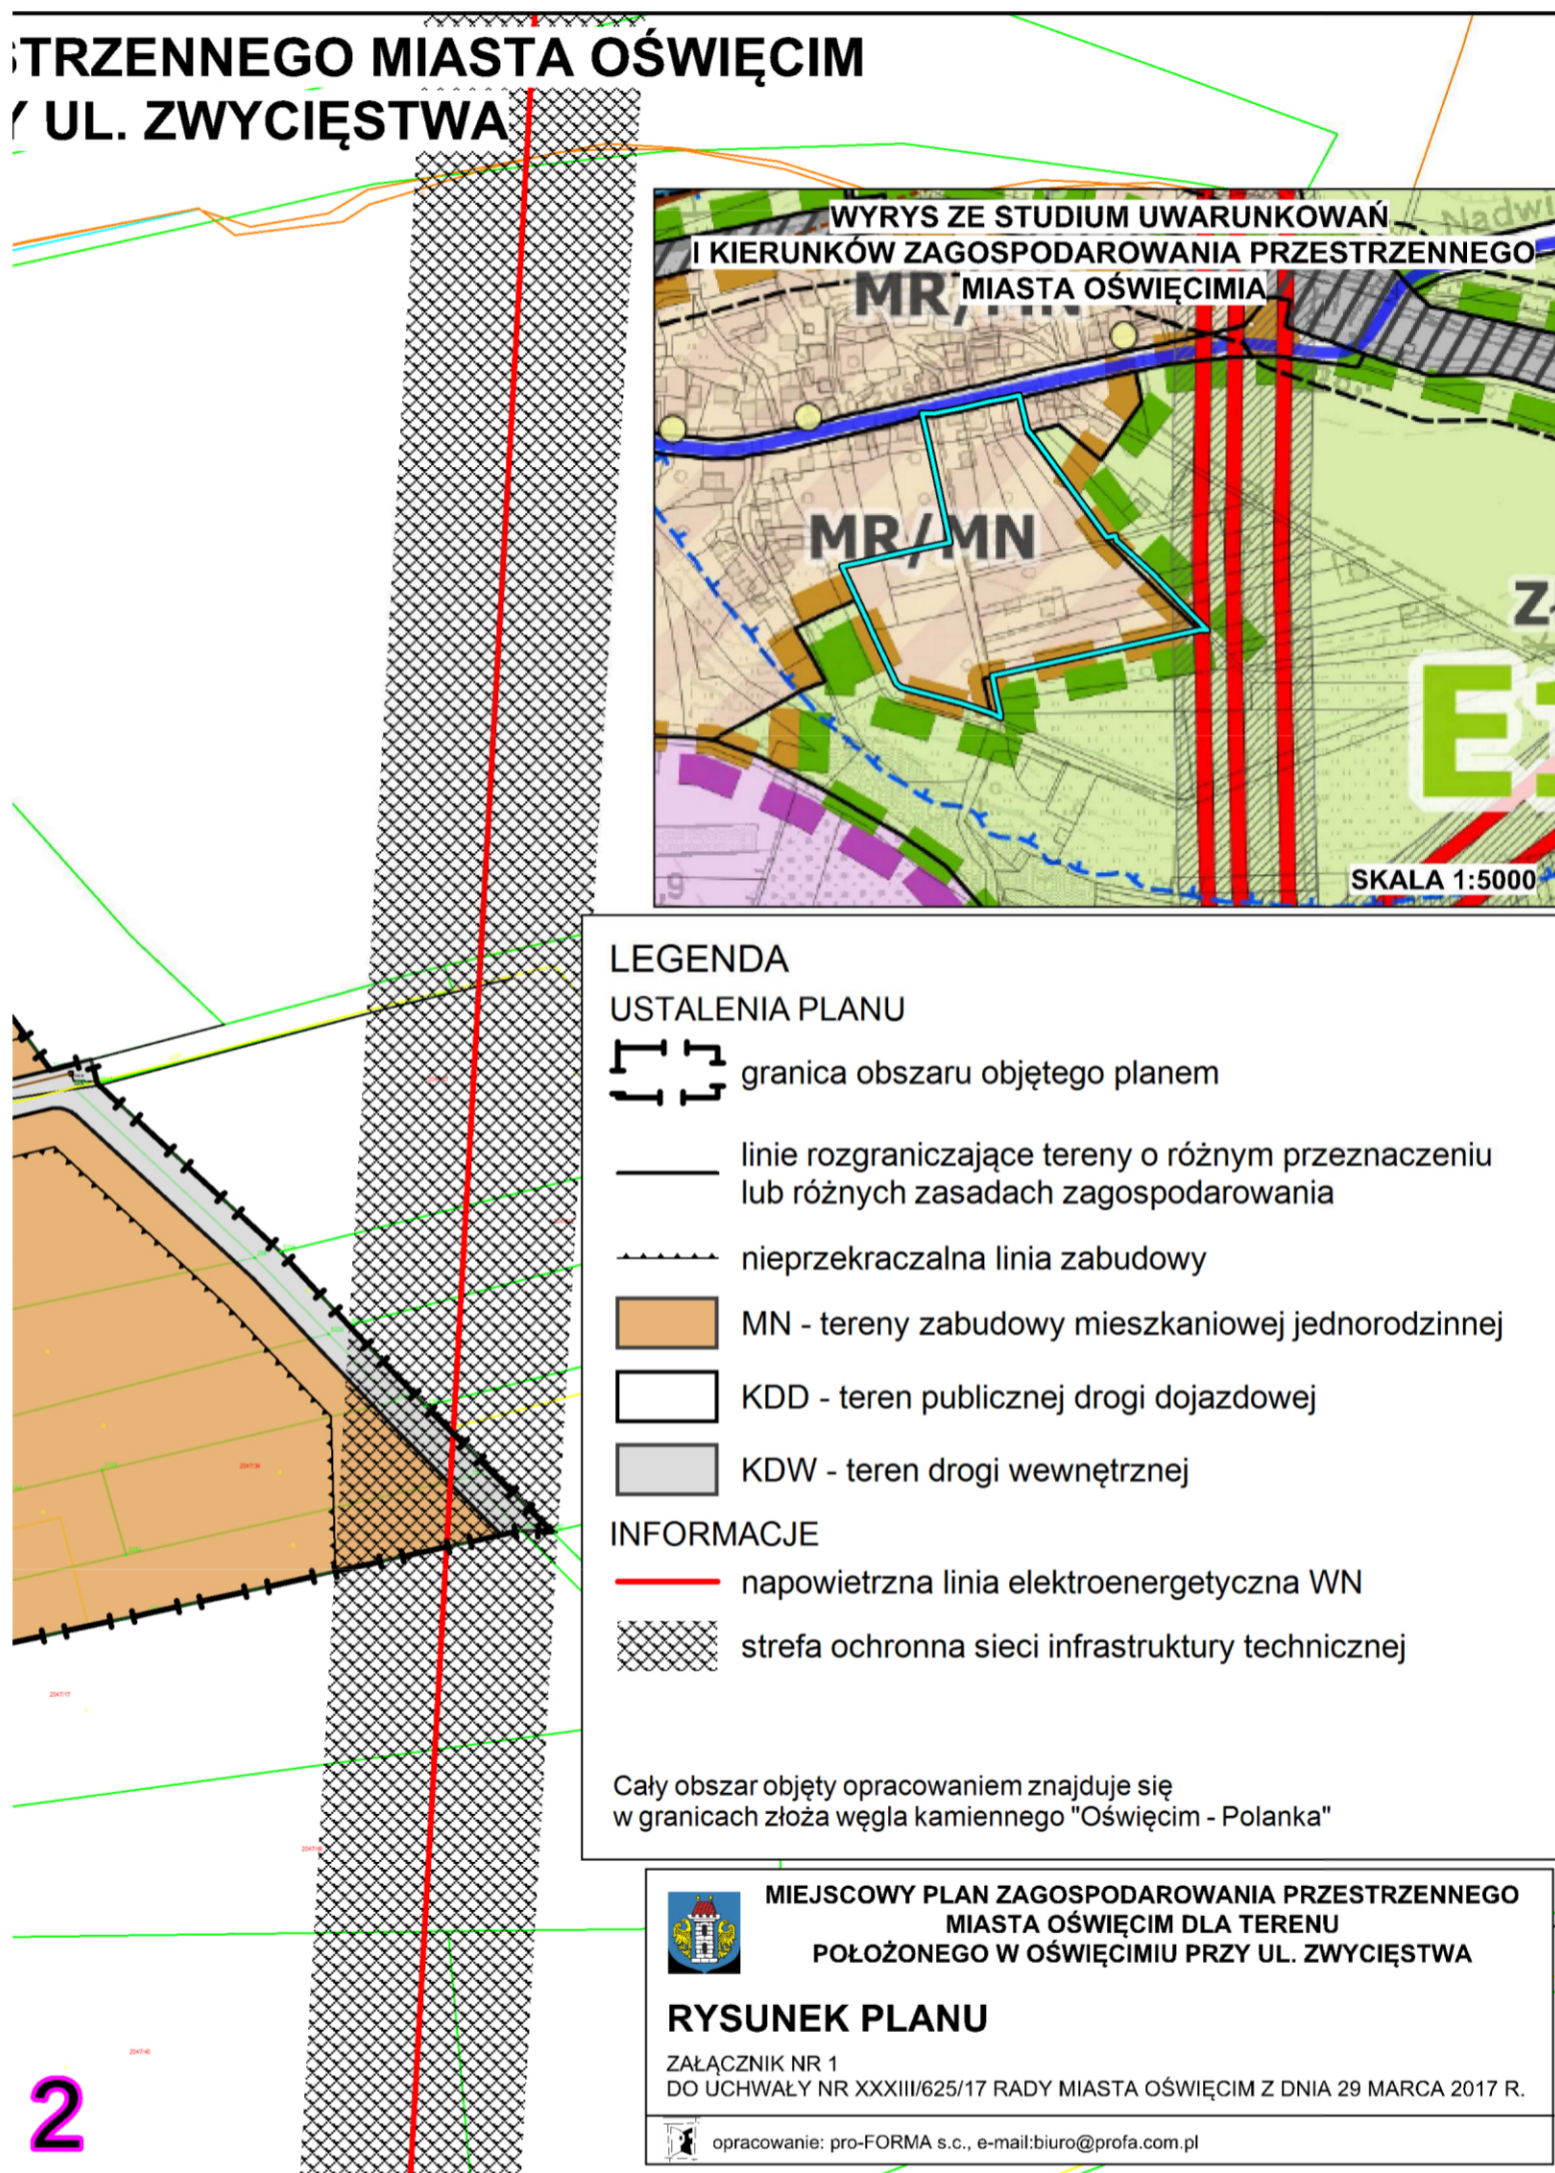 STRZENNEGO MIASTA OŚWIĘCIM
Y UL. ZWYCIĘSTWA
WYRYS ZE STUDIUM UWARUNKOWAŃ
I KIERUNKÓW ZAGOSPODAROWANIA PRZESTRZENNEGO
MIASTA OŚWIĘCIMIA
Nadwi
MR/MN
MR/MN
SKALA 1:5000
LEGENDA
USTALENIA PLANU
granica obszaru objętego planem
linie rozgraniczające tereny o różnym przeznaczeniu
lub różnych zasadach zagospodarowania
nieprzekraczalna linia zabudowy
MN - tereny zabudowy mieszkaniowej jednorodzinnej
KDD - teren publicznej drogi dojazdowej
KDW - teren drogi wewnętrznej
INFORMACJE
napowietrzna linia elektroenergetyczna WN
strefa ochronna sieci infrastruktury technicznej
Cały obszar objęty opracowaniem znajduje się
w granicach złoża węgla kamiennego "Oświęcim - Polanka"
MIEJSCOWY PLAN ZAGOSPODAROWANIA PRZESTRZENNEGO
MIASTA OŚWIĘCIM DLA TERENU
POŁOŻONEGO W OŚWIĘCIMIU PRZY UL. ZWYCIĘSTWA
RYSUNEK PLANU
ZAŁĄCZNIK NR 1
DO UCHWAŁY NR XXXIII/625/17 RADY MIASTA OŚWIĘCIM Z DNIA 29 MARCA 2017 R.
opracowanie: pro-FORMA s.c., e-mail:biuro@profa.com.pl
2